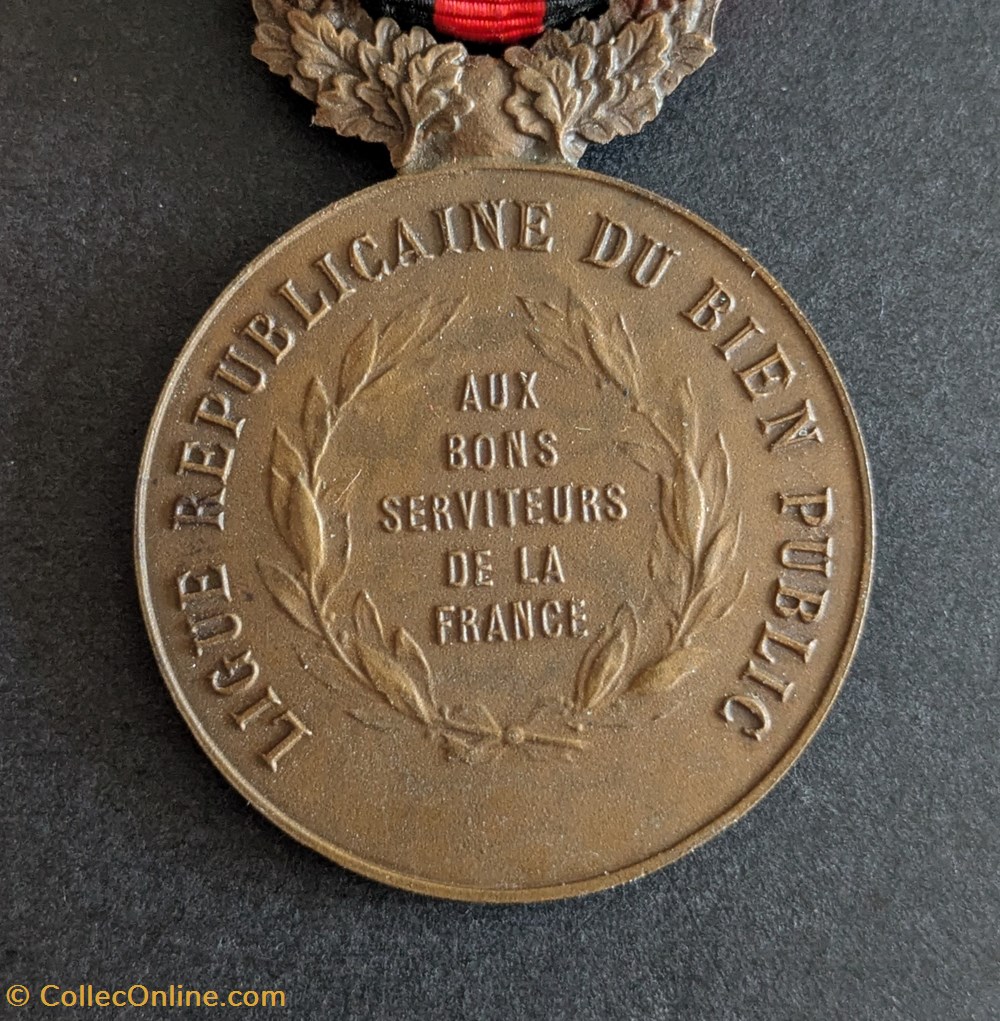 LIGUE REPUBLICAINE DU BIEN PUBLIC
AUX
BONS
SERVITEURS
DE LA
FRANCE
© CollecOnline.com